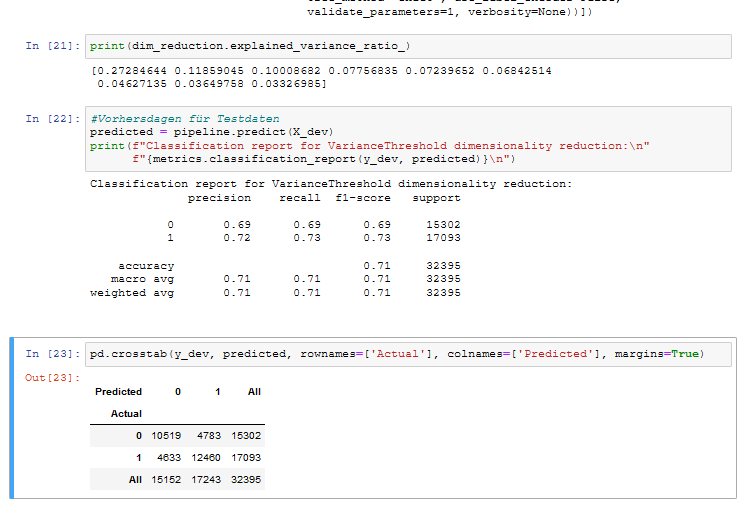 validate_parameters=1, verbosity=None))])
In [21]: print(dim_reduction.explained_variance_ratio_)
[0.27284644 0.11859045 0.10008682 0.07756835 0.07239652 0.06842514
0.04627135 0.03649758 0.03326985]
In [22]: #Vorhersdagen für Testdaten
predicted = pipeline.predict(X_dev)
print(f"Classification report for VarianceThreshold dimensionality reduction:\n"
f"{metrics.classification_report(y_dev, predicted)}\n")
Classification report for VarianceThreshold dimensionality reduction:
precision recall f1-score support
0 0.69 0.69 0.69 15302
1 0.72 0.73 0.73 17093
accuracy 0.71 32395
macro avg 0.71 0.71 0.71 32395
weighted avg 0.71 0.71 0.71 32395
In [23]: pd.crosstab(y_dev, predicted, rownames=['Actual'], colnames=['Predicted'], margins=True)
Out[23]:
Predicted 0 1 All
Actual
0 10519 4783 15302
1 4633 12460 17093
All 15152 17243 32395